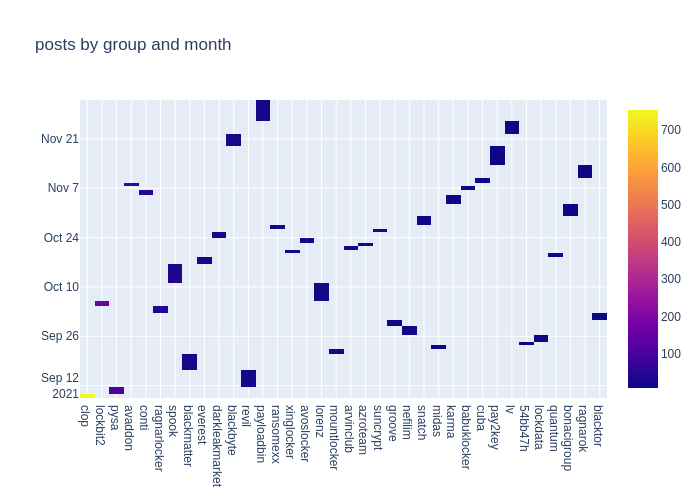 posts by group and month
Nov 21
Nov 7
Oct 24
Oct 10
Sep 26
Sep 12
2021
700
600
500
400
300
200
100
clop
lockbit2
pysa
avaddon
conti
ragnarlocker
spook
blackmatter
everest
darkleakmarket
blackbyte
revil
payloadbin
ransomexx
xinglocker
avoslocker
lorenz
mountlocker
arvinclub
azroteam
suncrypt
groove
nefilim
snatch
midas
karma
babuklocker
cuba
pay2key
lv
54bb47h
lockdata
quantum
bonacigroup
ragnarok
blacktor